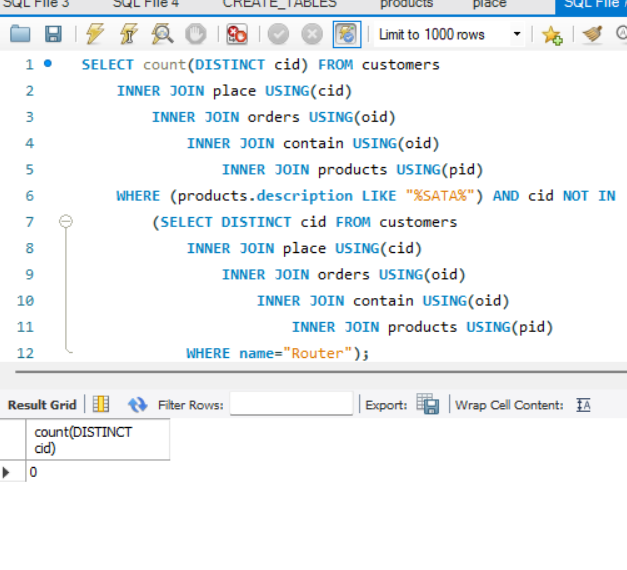 SQL File 3 SQL File 4 CREATE_TABLES products place SQL File
Limit to 1000 rows
1 SELECT count(DISTINCT cid) FROM customers
2 INNER JOIN place USING(cid)
3 INNER JOIN orders USING(oid)
4 INNER JOIN contain USING(oid)
5 INNER JOIN products USING(pid)
6 WHERE (products.description LIKE "%SATA%") AND cid NOT IN
7 (SELECT DISTINCT cid FROM customers
8 INNER JOIN place USING(cid)
9 INNER JOIN orders USING(oid)
10 INNER JOIN contain USING(oid)
11 INNER JOIN products USING(pid)
12 WHERE name="Router");
Result Grid Filter Rows: Export: Wrap Cell Content: IA
count(DISTINCT
cid)
0